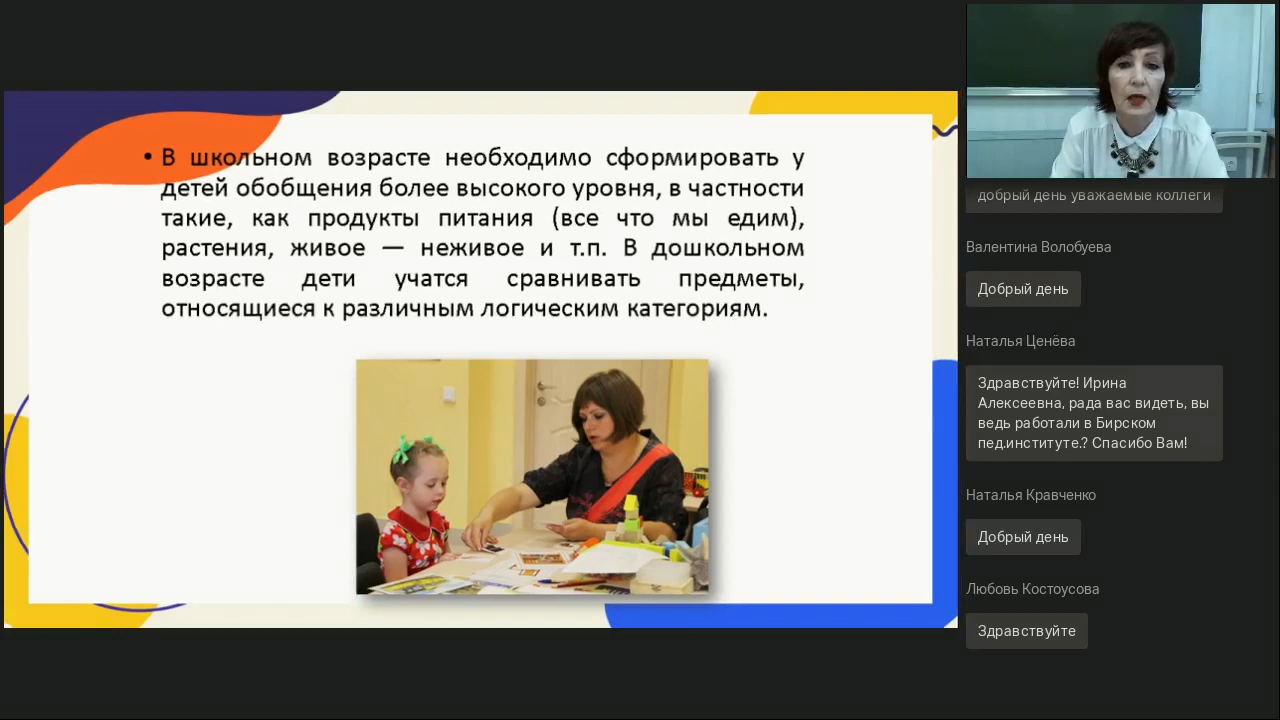 • В школьном возрасте необходимо сформировать у
детей обобщения более высокого уровня, в частности
такие, как продукты питания (все что мы едим),
растения, живое — неживое и т.п. В дошкольном
возрасте дети учатся сравнивать предметы,
относящиеся к различным логическим категориям.
добрый день уважаемые коллеги
Валентина Волобуева
Добрый день
Наталья Ценёва
Здравствуйте! Ирина
Алексеевна, рада вас видеть, вы
ведь работали в Бирском
пед.институте.? Спасибо Вам!
Наталья Кравченко
Добрый день
Любовь Костоусова
Здравствуйте